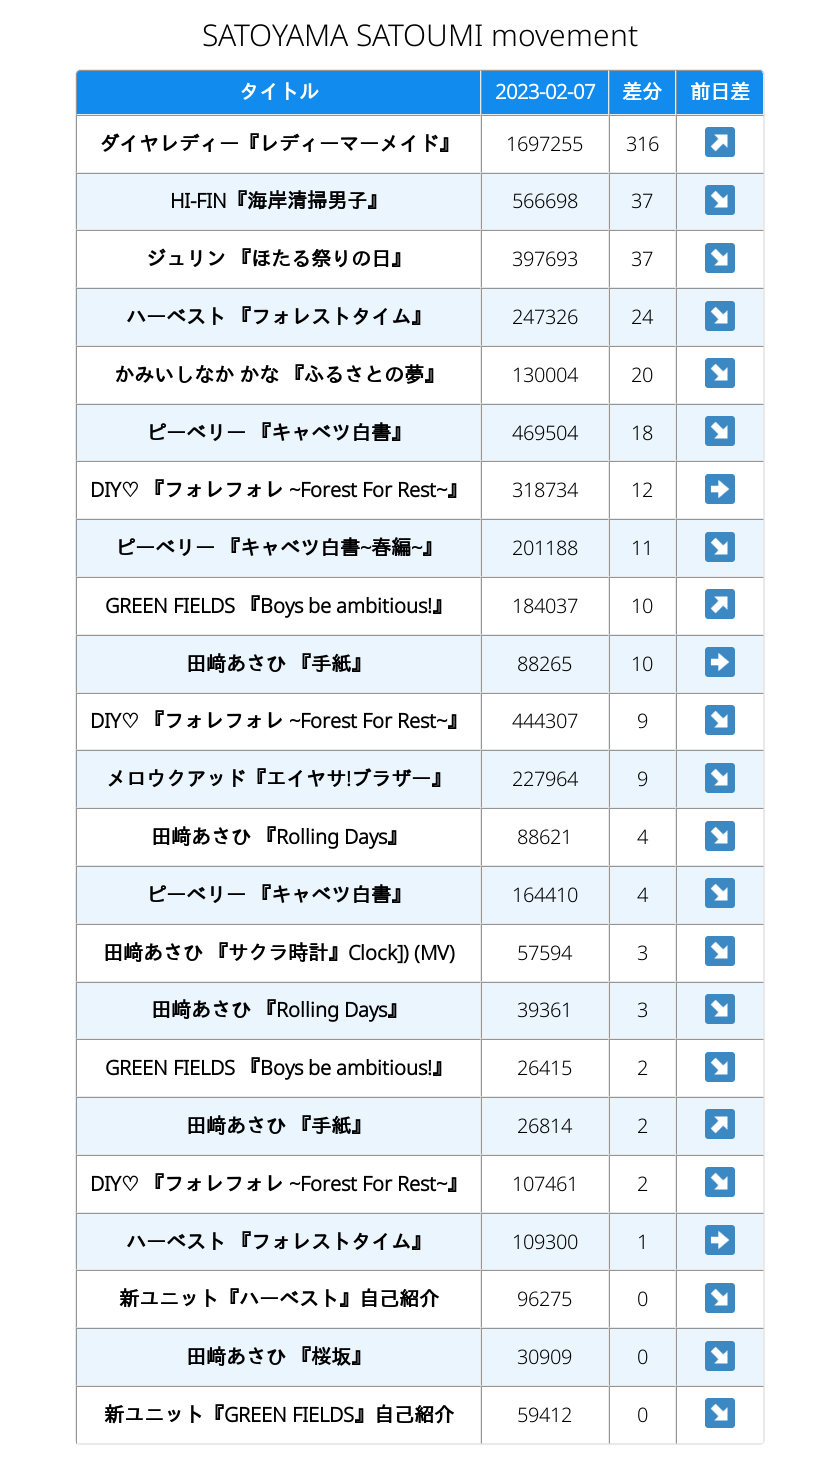 SATOYAMA SATOUMI movement
タイトル 2023-02-07 差分 前日差
ダイヤレディー『レディーマーメイド』 1697255 316 ↗
HI-FIN『海岸清掃男子』 566698 37 ↘
ジュリン 『ほたる祭りの日』 397693 37 ↘
ハーベスト 『フォレストタイム』 247326 24 ↘
かみいしなか かな 『ふるさとの夢』 130004 20 ↘
ピーベリー 『キャベツ白書』 469504 18 ↘
DIY♡ 『フォレフォレ ~Forest For Rest~』 318734 12 ➡
ピーベリー 『キャベツ白書~春編~』 201188 11 ↘
GREEN FIELDS 『Boys be ambitious!』 184037 10 ↗
田﨑あさひ 『手紙』 88265 10 ➡
DIY♡ 『フォレフォレ ~Forest For Rest~』 444307 9 ↘
メロウクアッド『エイヤサ!ブラザー』 227964 9 ↘
田﨑あさひ 『Rolling Days』 88621 4 ↘
ピーベリー 『キャベツ白書』 164410 4 ↘
田﨑あさひ 『サクラ時計』Clock]) (MV) 57594 3 ↘
田﨑あさひ 『Rolling Days』 39361 3 ↘
GREEN FIELDS 『Boys be ambitious!』 26415 2 ↘
田﨑あさひ 『手紙』 26814 2 ↗
DIY♡ 『フォレフォレ ~Forest For Rest~』 107461 2 ↘
ハーベスト 『フォレストタイム』 109300 1 ➡
新ユニット『ハーベスト』自己紹介 96275 0 ↘
田﨑あさひ 『桜坂』 30909 0 ↘
新ユニット『GREEN FIELDS』自己紹介 59412 0 ↘